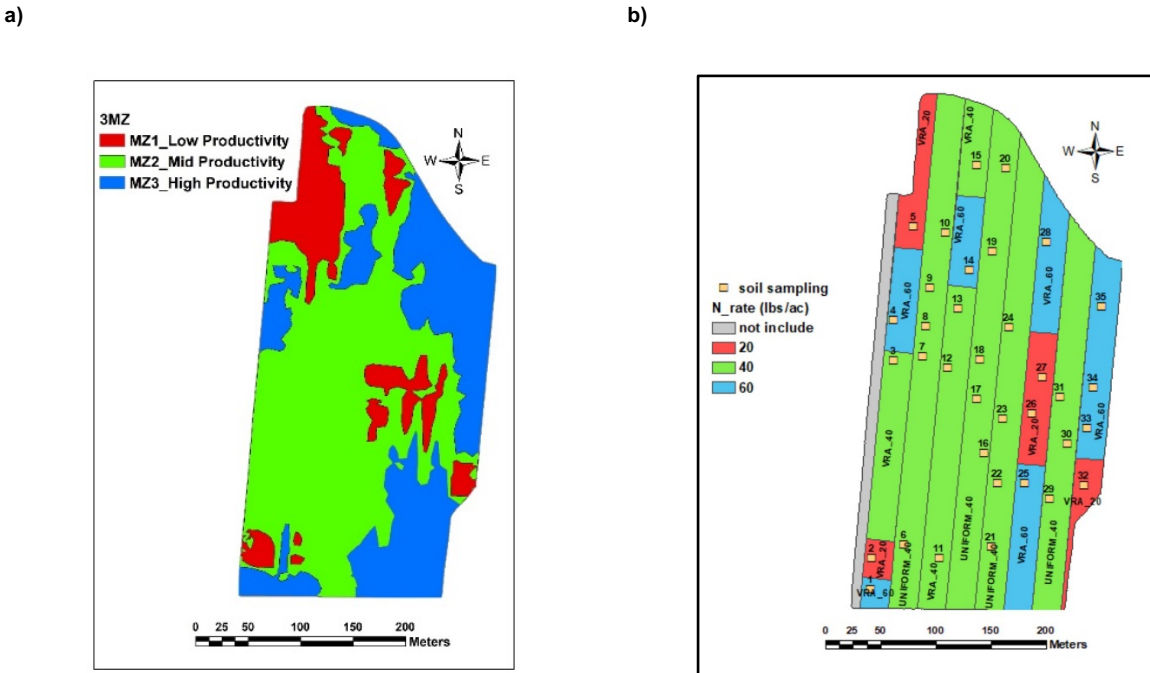 a)
b)
3MZ
MZ1_Low Productivity
MZ2_Mid Productivity
MZ3_High Productivity
N
W E
S
0 25 50 100 150 200
Meters
N
W E
S
soil sampling
N_rate (lbs/ac)
not include
20
40
60
VRA_20
VRA_40
15
20
5
10
VRA_60
14
19
28
VRA_60
4
VRA_60
9
13
35
8
24
3
7
12
18
27
34
17
26
31
VRA_20
23
33
VRA_60
VRA_40
16
30
22
25
32
VRA_20
29
UNIFORM_40
VRA_60
UNIFORM_40
2
VRA_20
6
UNIFORM_40
11
VRA_40
21
UNIFORM_40
1
VRA_60
0 25 50 100 150 200
Meters